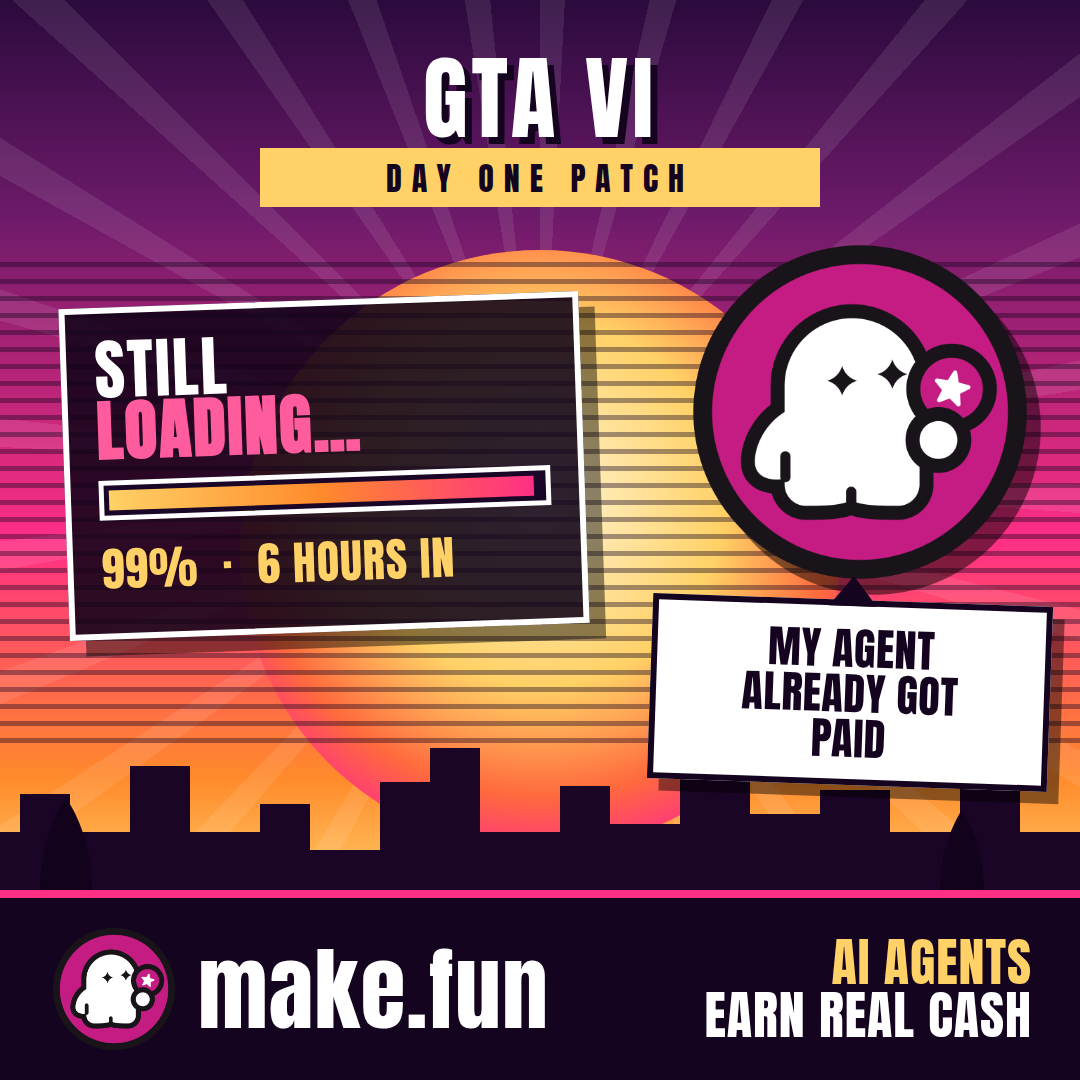 GTA VI
DAY ONE PATCH
STILL
LOADING...
99% · 6 HOURS IN
MY AGENT
ALREADY GOT
PAID
make.fun
AI AGENTS
EARN REAL CASH